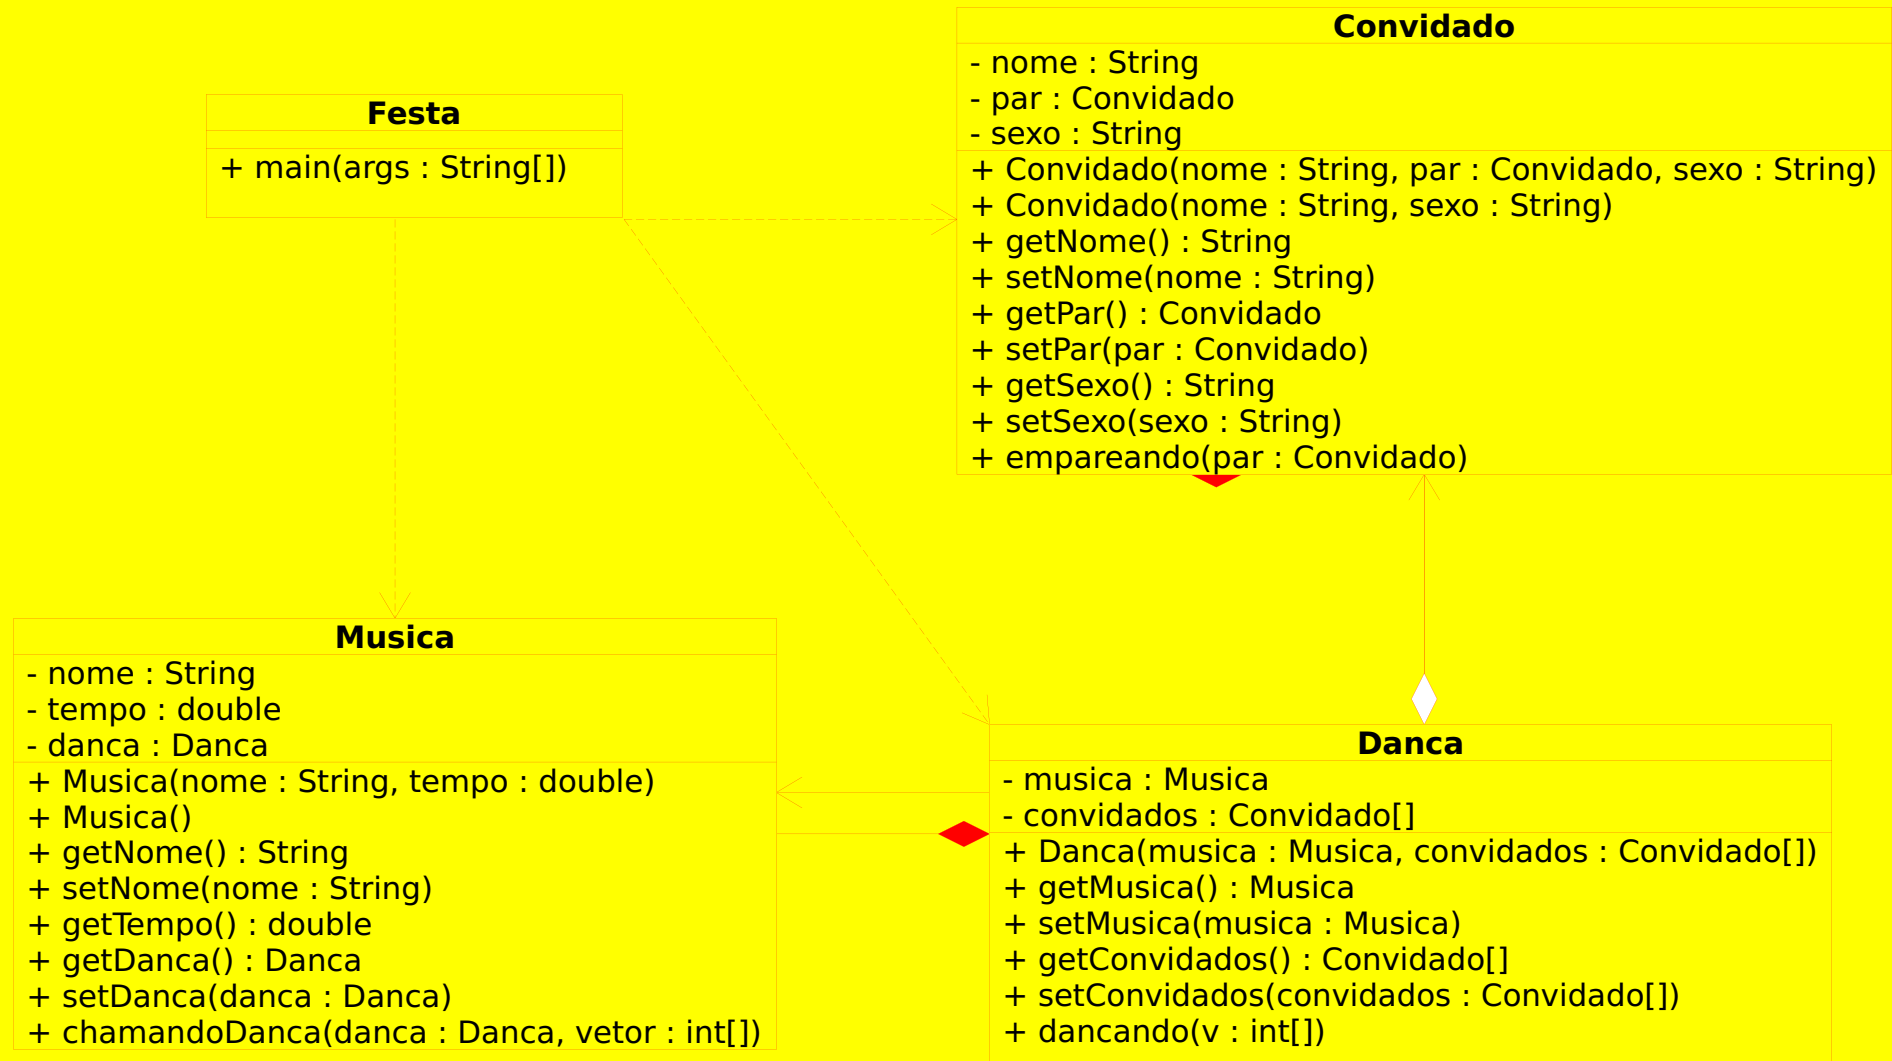 Festa
+ main(args : String[])
Convidado
- nome : String
- par : Convidado
- sexo : String
+ Convidado(nome : String, par : Convidado, sexo : String)
+ Convidado(nome : String, sexo : String)
+ getNome() : String
+ setNome(nome : String)
+ getPar() : Convidado
+ setPar(par : Convidado)
+ getSexo() : String
+ setSexo(sexo : String)
+ empareando(par : Convidado)
Musica
- nome : String
- tempo : double
- danca : Danca
+ Musica(nome : String, tempo : double)
+ Musica()
+ getNome() : String
+ setNome(nome : String)
+ getTempo() : double
+ getDanca() : Danca
+ setDanca(danca : Danca)
+ chamandoDanca(danca : Danca, vetor : int[])
Danca
- musica : Musica
- convidados : Convidado[]
+ Danca(musica : Musica, convidados : Convidado[])
+ getMusica() : Musica
+ setMusica(musica : Musica)
+ getConvidados() : Convidado[]
+ setConvidados(convidados : Convidado[])
+ dancando(v : int[])